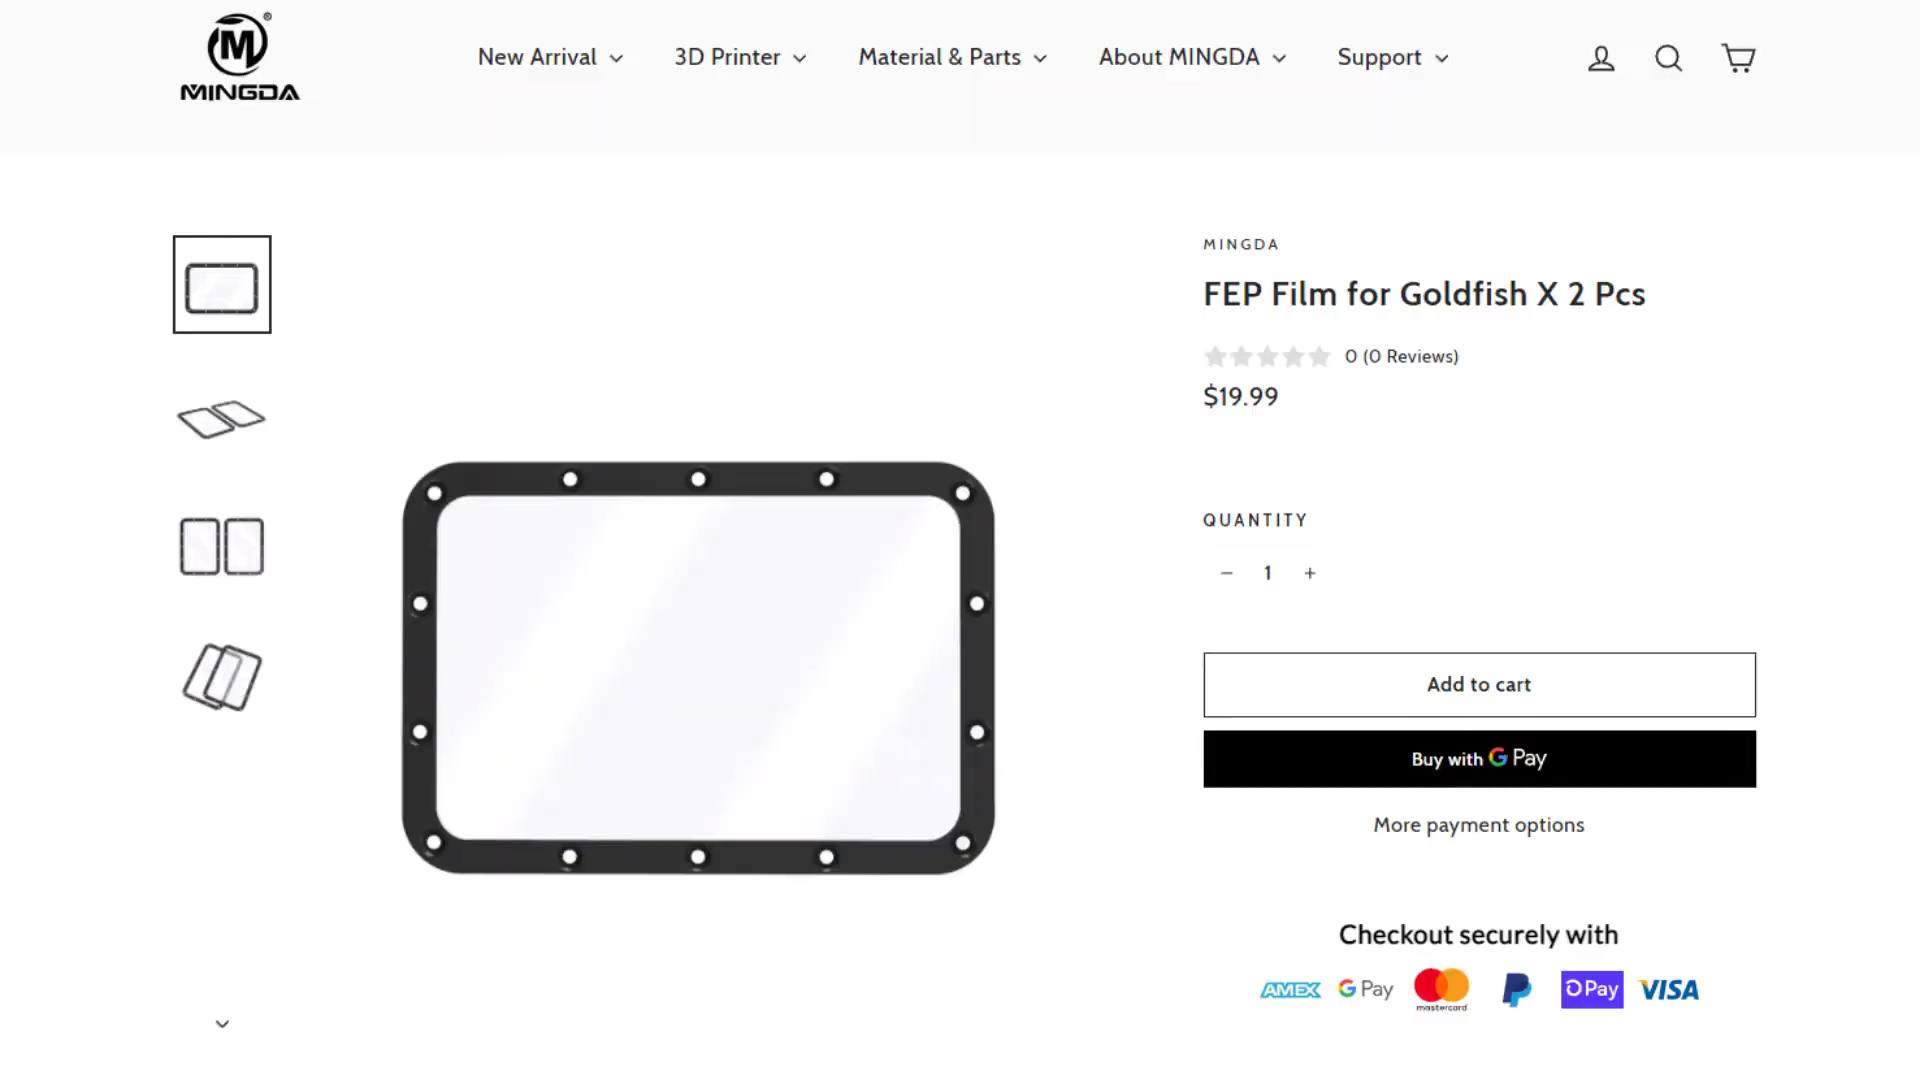 M ®
MINGDA
New Arrival
3D Printer
Material & Parts
About MINGDA
Support
MINGDA
FEP Film for Goldfish X 2 Pcs
0 (0 Reviews)
$19.99
QUANTITY
− 1 +
Add to cart
Buy with G Pay
More payment options
Checkout securely with
AMEX G Pay mastercard P Pay VISA